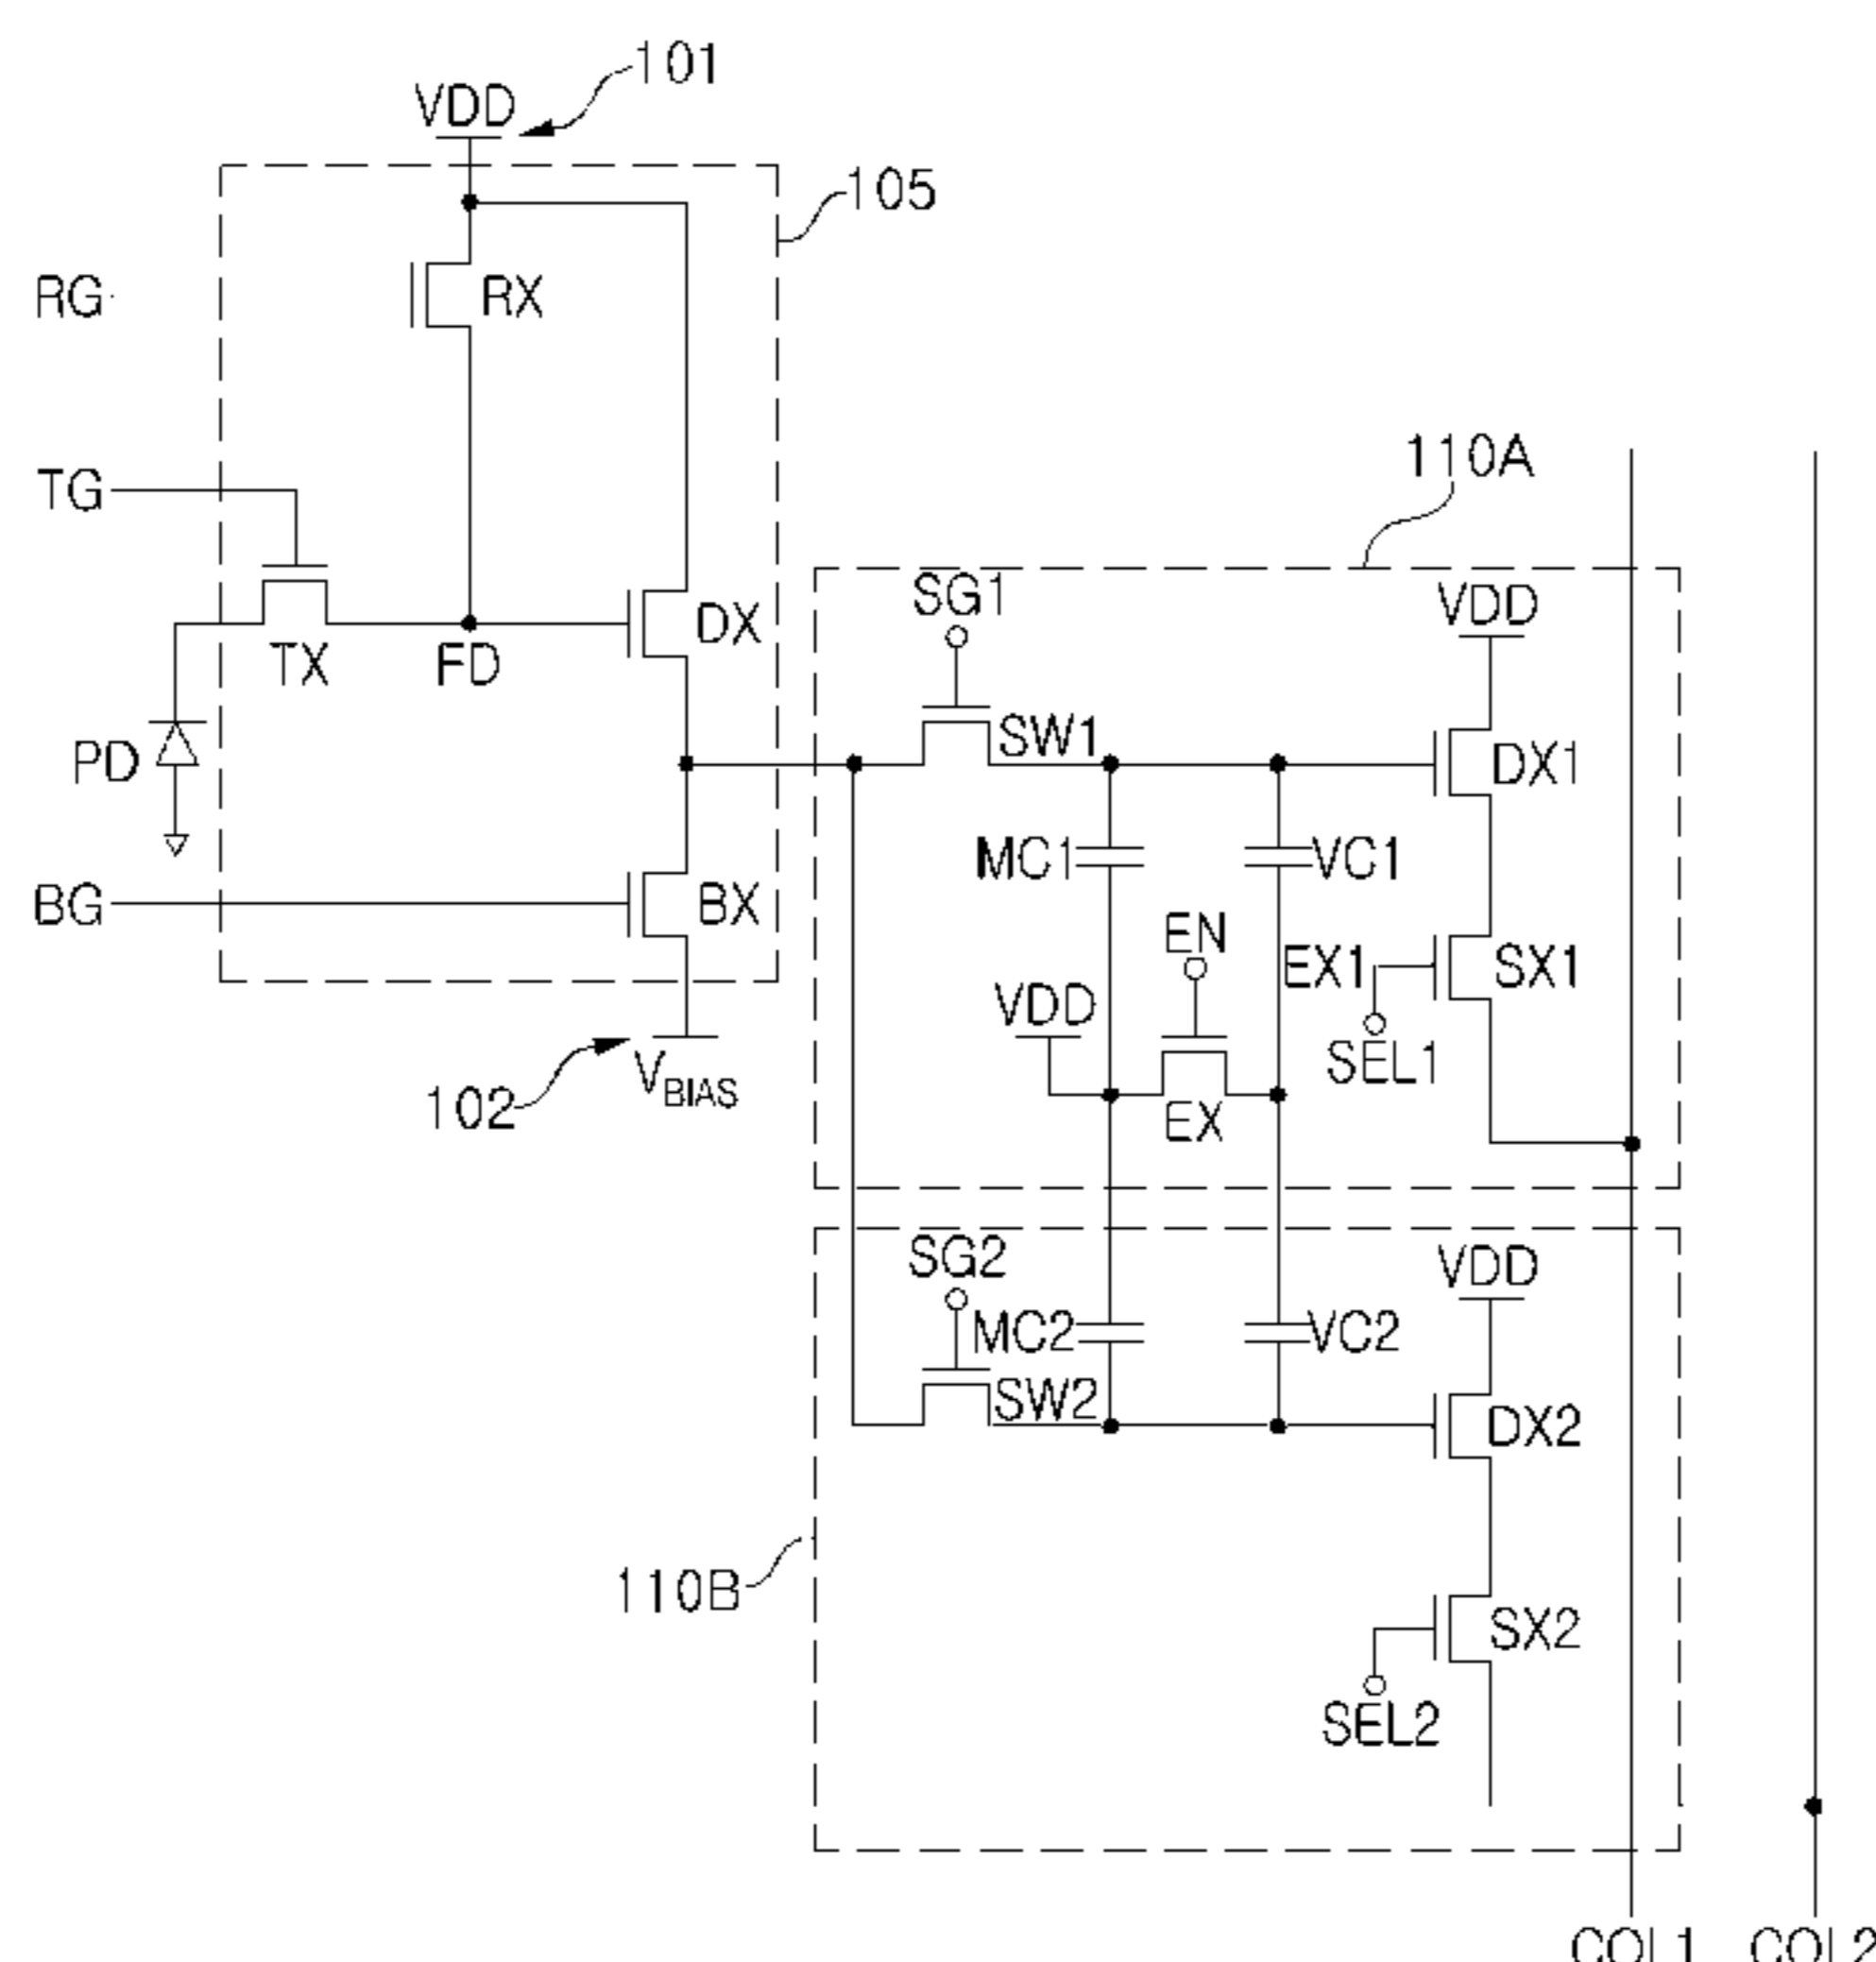 101
VDD
105
RG
RX
TG
110A
SG1
VDD
DX
TX
FD
SW1
DX1
PD
MC1
VC1
BG
BX
EN
EX1
SX1
VDD
SEL1
VBIAS
102
EX
SG2
VDD
MC2
VC2
SW2
DX2
110B
SX2
SEL2
COL1
COL2